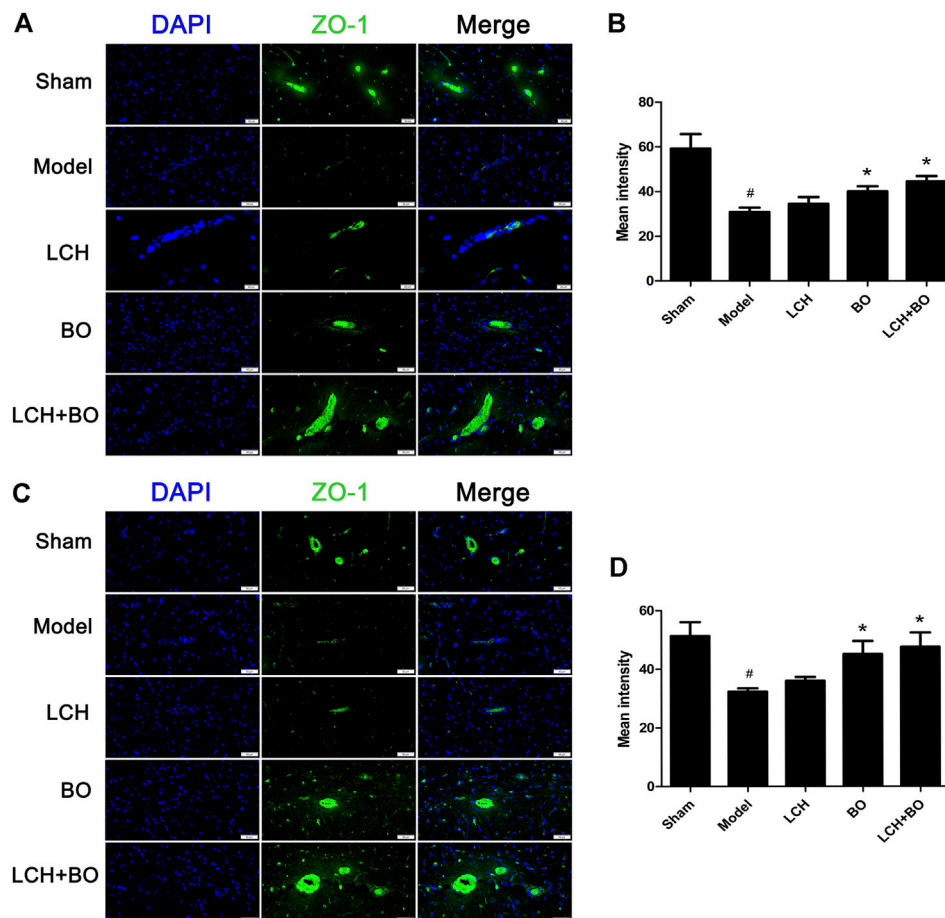 A
DAPI ZO-1 Merge
Sham
Model
LCH
BO
LCH+BO
B
Mean intensity
80
60
40
20
0
#
*
*
Sham
Model
LCH
BO
LCH+BO
C
DAPI ZO-1 Merge
Sham
Model
LCH
BO
LCH+BO
D
Mean intensity
60
40
20
0
#
*
*
Sham
Model
LCH
BO
LCH+BO